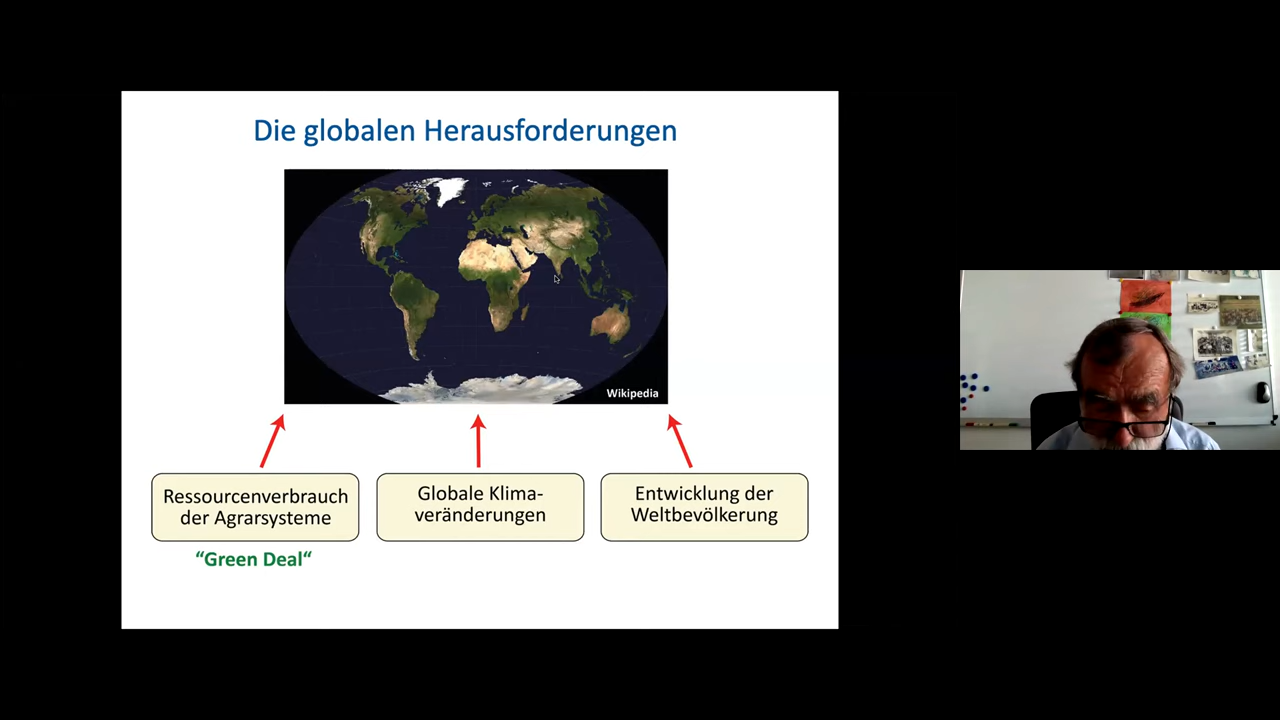 Die globalen Herausforderungen
Wikipedia
Ressourcenverbrauch
der Agrarsysteme
Globale Klima-
veränderungen
Entwicklung der
Weltbevölkerung
“Green Deal“